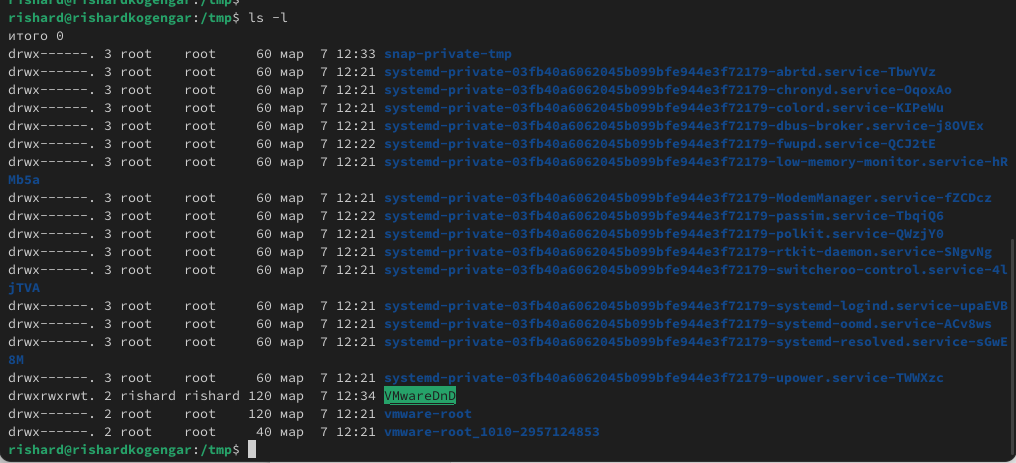 rishard@rishardkogengar:/tmp$ ls -l
итого 0
drwx------. 3 root    root     60 мар  7 12:33 snap-private-tmp
drwx------. 3 root    root     60 мар  7 12:21 systemd-private-03fb40a6062045b099bfe944e3f72179-abrtd.service-TbwYVz
drwx------. 3 root    root     60 мар  7 12:21 systemd-private-03fb40a6062045b099bfe944e3f72179-chronyd.service-OqoxAo
drwx------. 3 root    root     60 мар  7 12:21 systemd-private-03fb40a6062045b099bfe944e3f72179-colord.service-KIPeWu
drwx------. 3 root    root     60 мар  7 12:21 systemd-private-03fb40a6062045b099bfe944e3f72179-dbus-broker.service-j8OVEx
drwx------. 3 root    root     60 мар  7 12:22 systemd-private-03fb40a6062045b099bfe944e3f72179-fwupd.service-QCJ2tE
drwx------. 3 root    root     60 мар  7 12:21 systemd-private-03fb40a6062045b099bfe944e3f72179-low-memory-monitor.service-hR
Mb5a
drwx------. 3 root    root     60 мар  7 12:21 systemd-private-03fb40a6062045b099bfe944e3f72179-ModemManager.service-fZCDcz
drwx------. 3 root    root     60 мар  7 12:22 systemd-private-03fb40a6062045b099bfe944e3f72179-passim.service-TbqiQ6
drwx------. 3 root    root     60 мар  7 12:21 systemd-private-03fb40a6062045b099bfe944e3f72179-polkit.service-QWzjY0
drwx------. 3 root    root     60 мар  7 12:21 systemd-private-03fb40a6062045b099bfe944e3f72179-rtkit-daemon.service-SNgvNg
drwx------. 3 root    root     60 мар  7 12:21 systemd-private-03fb40a6062045b099bfe944e3f72179-switcheroo-control.service-4l
jTVA
drwx------. 3 root    root     60 мар  7 12:21 systemd-private-03fb40a6062045b099bfe944e3f72179-systemd-logind.service-upaEVB
drwx------. 3 root    root     60 мар  7 12:21 systemd-private-03fb40a6062045b099bfe944e3f72179-systemd-oomd.service-ACv8ws
drwx------. 3 root    root     60 мар  7 12:21 systemd-private-03fb40a6062045b099bfe944e3f72179-systemd-resolved.service-sGwE
8M
drwx------. 3 root    root     60 мар  7 12:21 systemd-private-03fb40a6062045b099bfe944e3f72179-upower.service-TWWXzc
drwxrwxrwt. 2 rishard rishard 120 мар  7 12:34 VMwareDnD
drwx------. 2 root    root    120 мар  7 12:21 vmware-root
drwx------. 2 root    root     40 мар  7 12:21 vmware-root_1010-2957124853
rishard@rishardkogengar:/tmp$